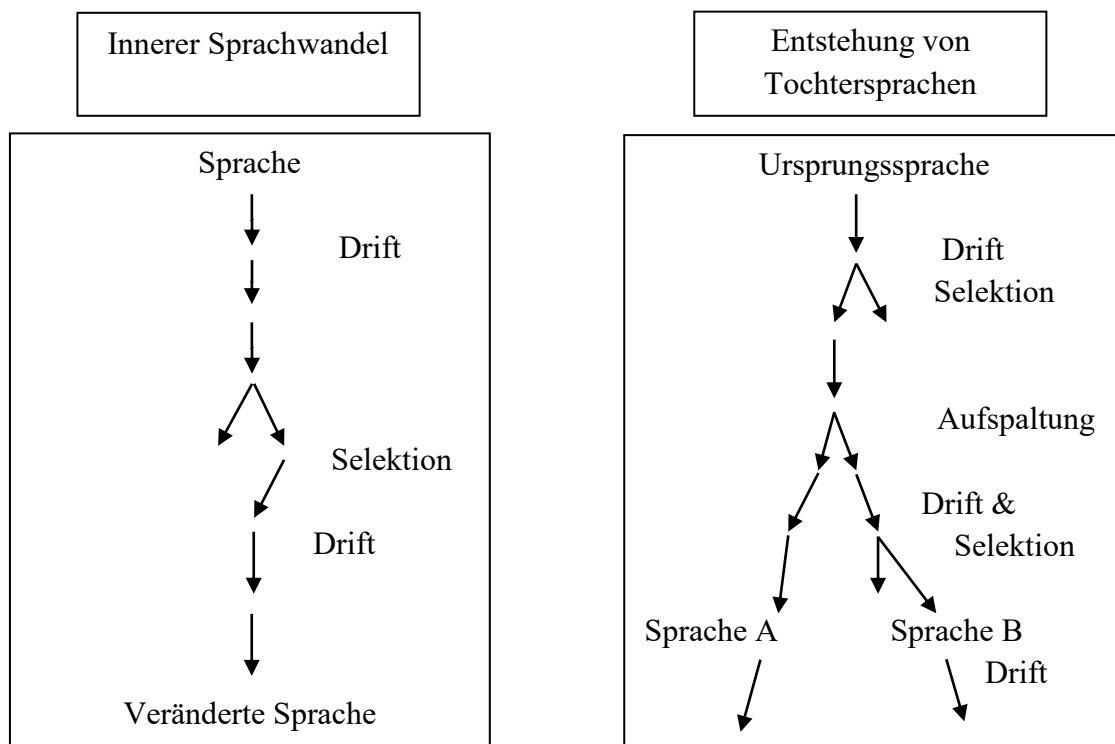 Innerer Sprachwandel
Sprache
Drift
Selektion
Drift
Veränderte Sprache
Entstehung von
Tochtersprachen
Ursprungssprache
Drift
Selektion
Aufspaltung
Drift &
Selektion
Sprache A
Sprache B
Drift